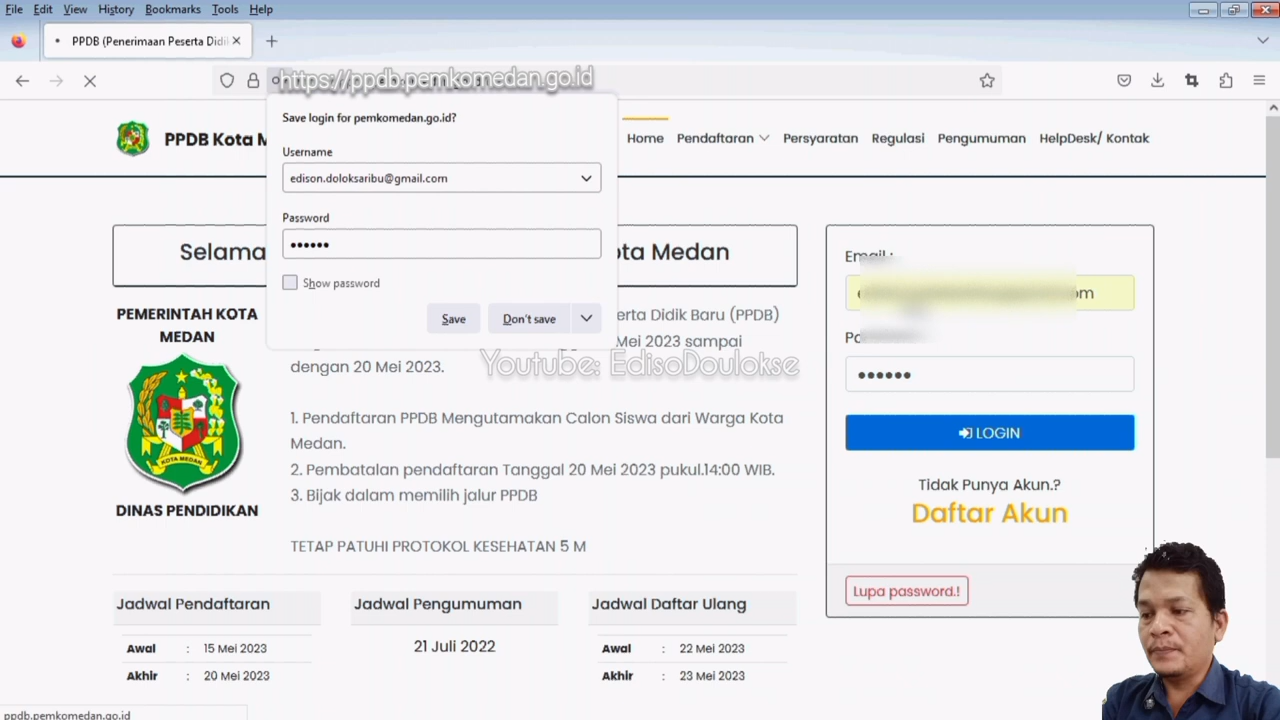 File Edit View History Bookmarks Tools Help
PPDB (Penerimaan Peserta Didi
https://ppdb.pemkomedan.go.id
PPDB Kota M
Home Pendaftaran Persyaratan Regulasi Pengumuman HelpDesk/ Kontak
Save login for pemkomedan.go.id?
Username
edison.doloksaribu@gmail.com
Password
••••••
Show password
Save Don't save
Selama
ota Medan
PEMERINTAH KOTA
MEDAN
KOTA MEDAN
DINAS PENDIDIKAN
erta Didik Baru (PPDB)
Mei 2023 sampai
dengan 20 Mei 2023.
Youtube: EdisoDoulokse
1. Pendaftaran PPDB Mengutamakan Calon Siswa dari Warga Kota
Medan.
2. Pembatalan pendaftaran Tanggal 20 Mei 2023 pukul.14:00 WIB.
3. Bijak dalam memilih jalur PPDB
TETAP PATUHI PROTOKOL KESEHATAN 5 M
Jadwal Pendaftaran
Awal : 15 Mei 2023
Akhir : 20 Mei 2023
Jadwal Pengumuman
21 Juli 2022
Jadwal Daftar Ulang
Awal : 22 Mei 2023
Akhir : 23 Mei 2023
Email :
om
••••••
LOGIN
Tidak Punya Akun.?
Daftar Akun
Lupa password.!
ppdb.pemkomedan.go.id